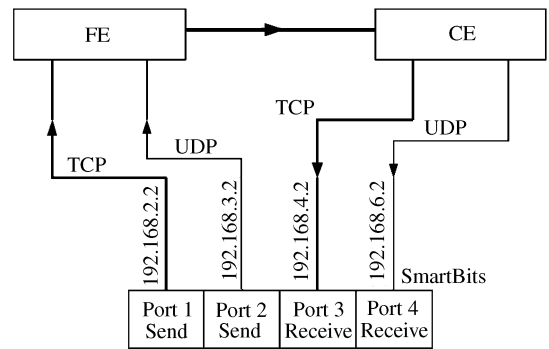 FE
CE
TCP
UDP
TCP
UDP
192.168.2.2
192.168.3.2
192.168.4.2
192.168.6.2
SmartBits
Port 1
Send
Port 2
Send
Port 3
Receive
Port 4
Receive